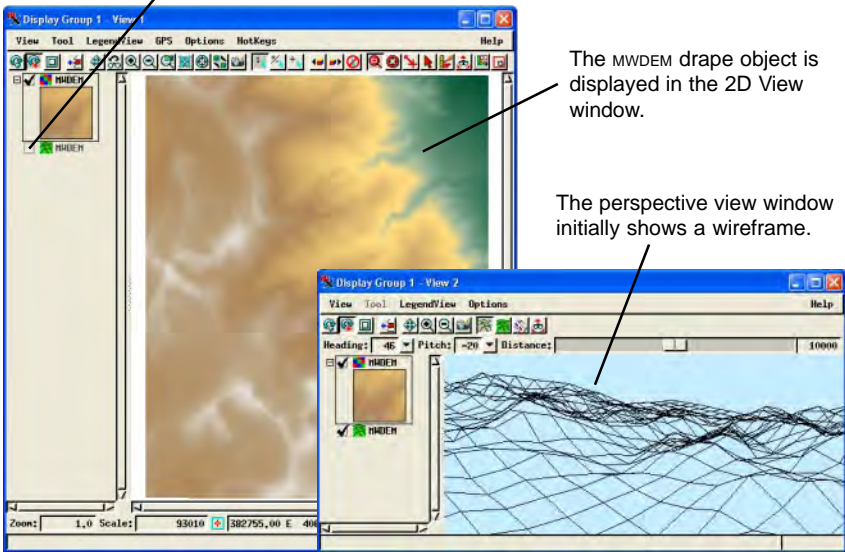 Display Group 1 - View 1
View Tool LegendView GPS Options HotKeys Help
MWDEM
MWDEM
The MWDEM drape object is
displayed in the 2D View
window.
The perspective view window
initially shows a wireframe.
Display Group 1 - View 2
View Tool LegendView Options Help
Heading: 46 Pitch: -20 Distance: 10000
MWDEM
MWDEM
Zoom: 1.0 Scale: 93010 382755.00 E